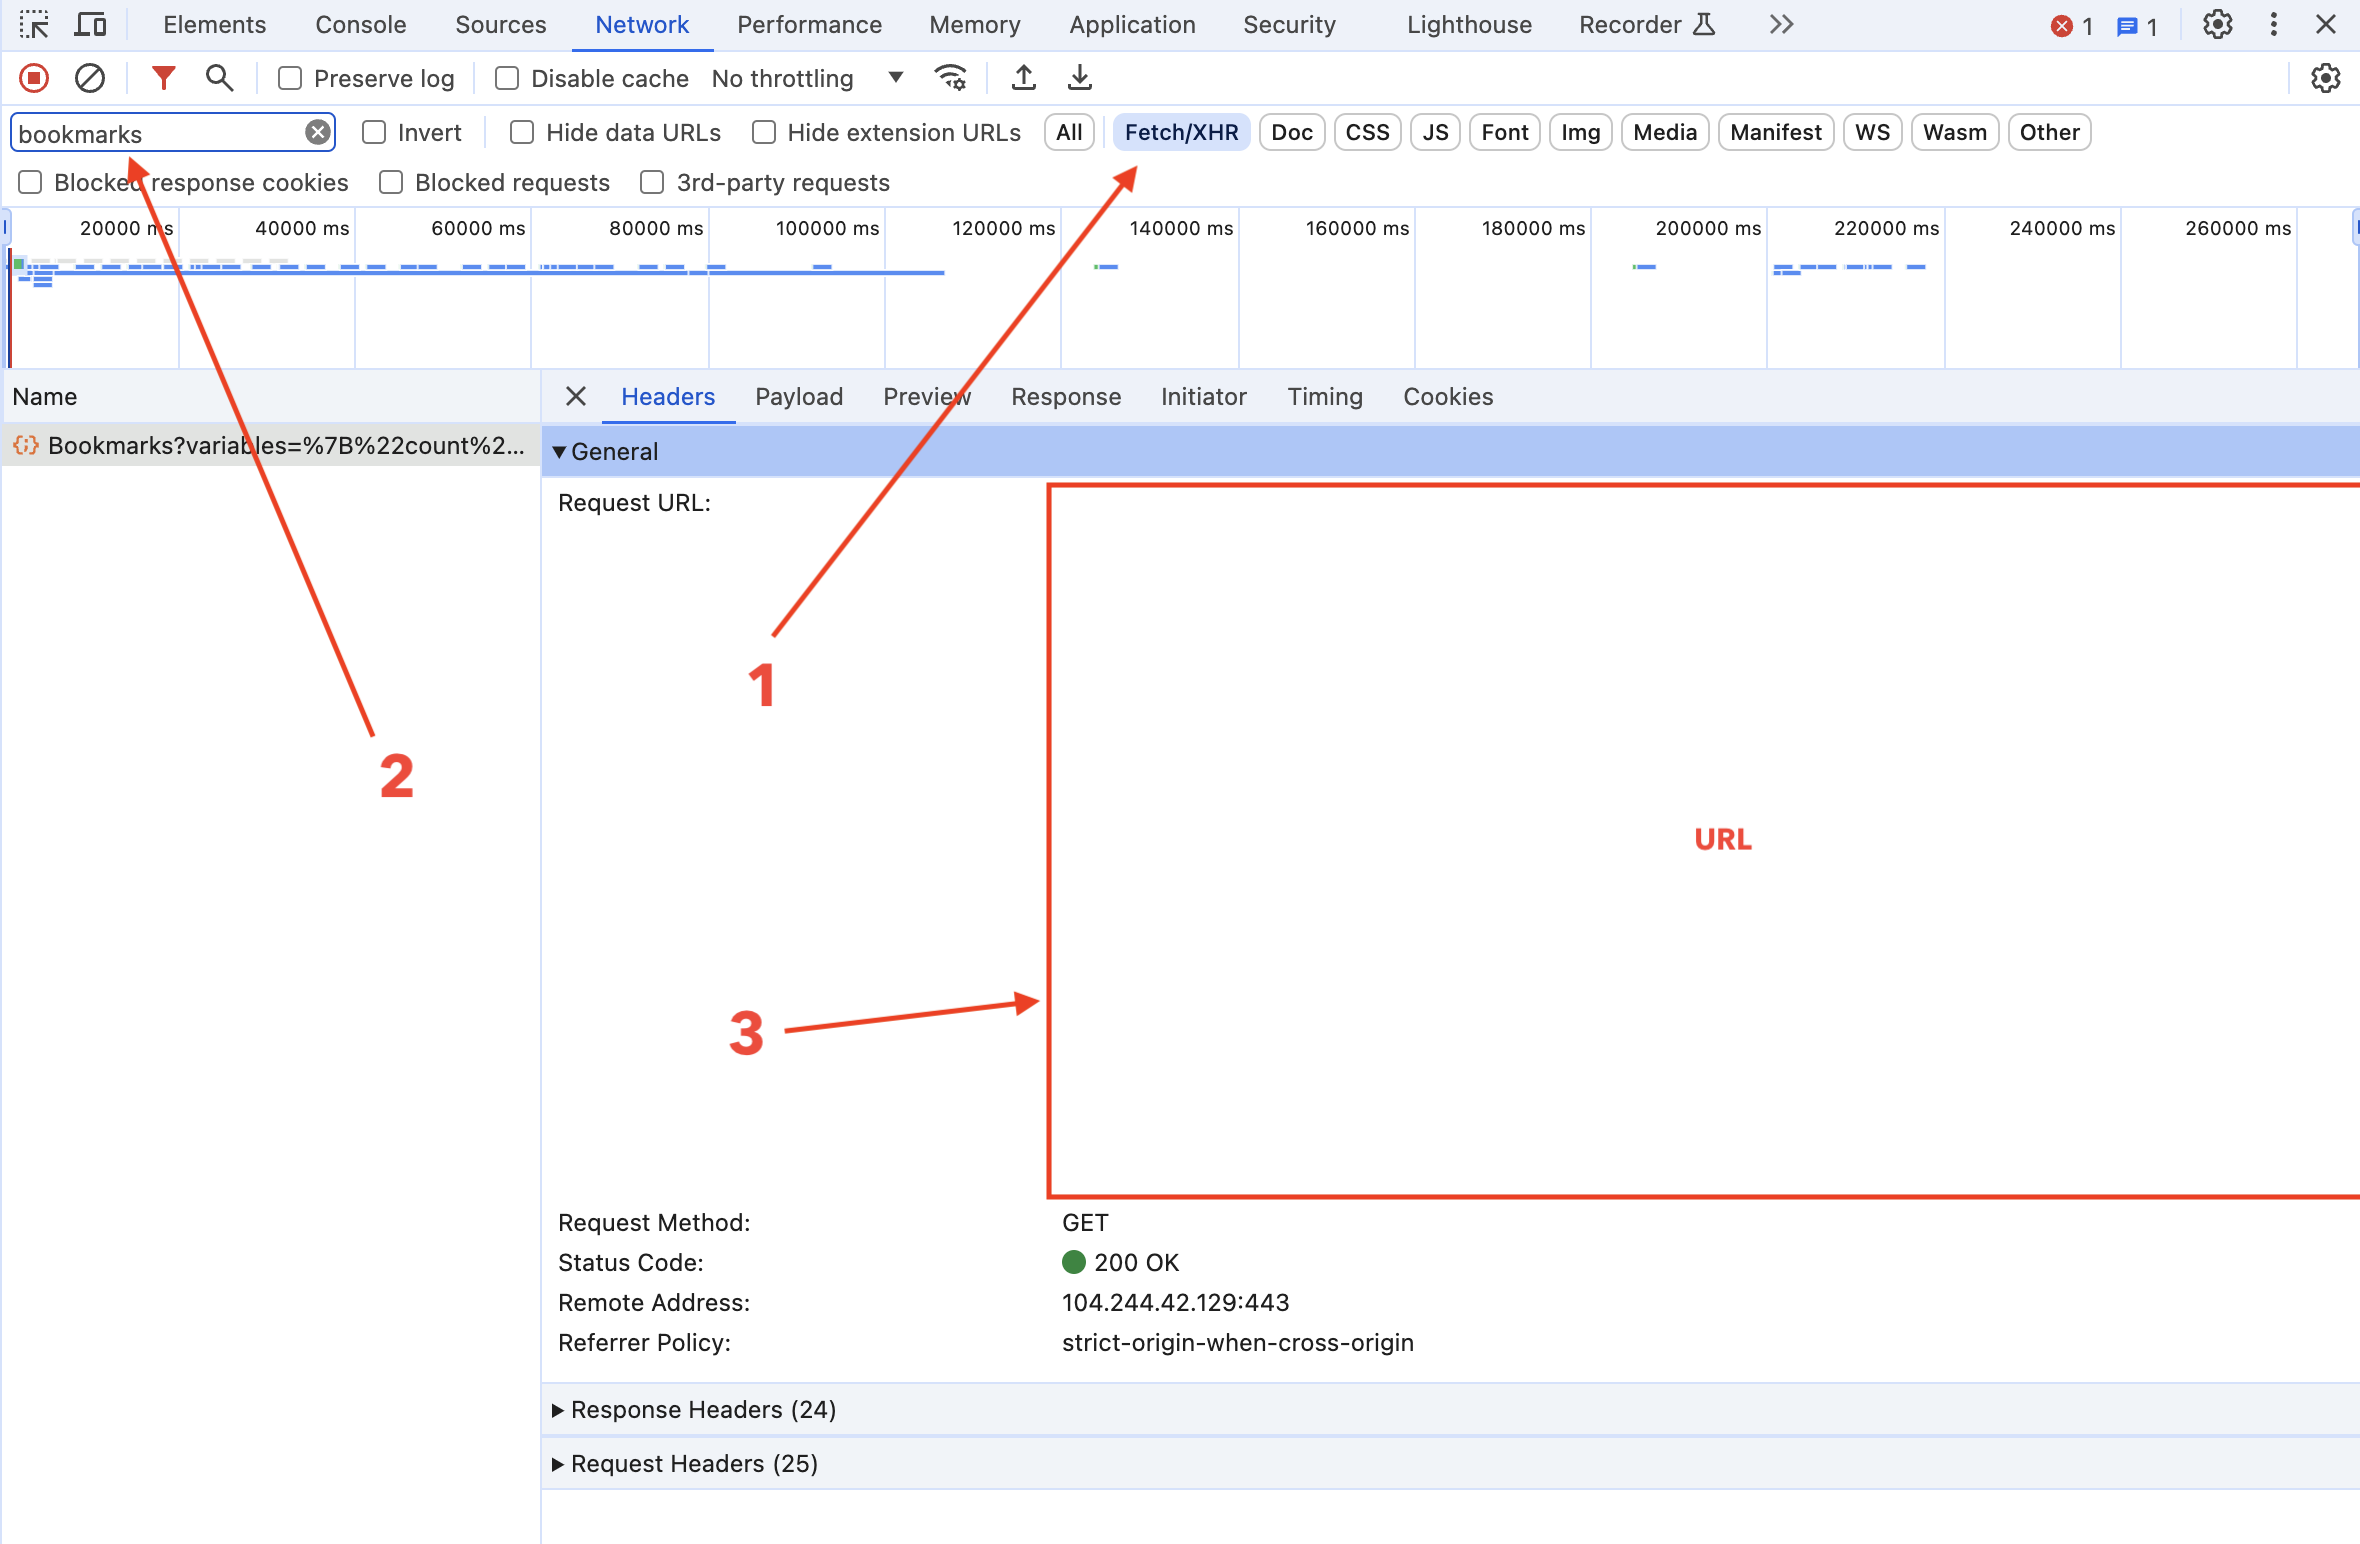 Elements Console Sources Network Performance Memory Application Security Lighthouse Recorder 1 1
Preserve log Disable cache No throttling
bookmarks Invert Hide data URLs Hide extension URLs All Fetch/XHR Doc CSS JS Font Img Media Manifest WS Wasm Other
Blocked response cookies Blocked requests 3rd-party requests
20000 ms 40000 ms 60000 ms 80000 ms 100000 ms 120000 ms 140000 ms 160000 ms 180000 ms 200000 ms 220000 ms 240000 ms 260000 ms
Name Headers Payload Preview Response Initiator Timing Cookies
Bookmarks?variables=%7B%22count%2... General
Request URL:
1
2
URL
3
Request Method: GET
Status Code: 200 OK
Remote Address: 104.244.42.129:443
Referrer Policy: strict-origin-when-cross-origin
Response Headers (24)
Request Headers (25)